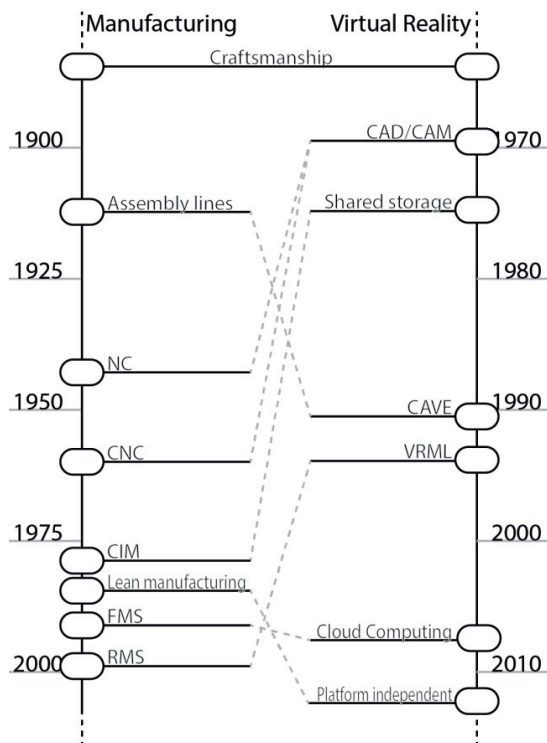 Manufacturing Virtual Reality
Craftsmanship
1900 CAD/CAM 1970
Assembly lines Shared storage
1925 1980
NC
1950 CAVE 1990
CNC VRML
1975 2000
CIM
Lean manufacturing
FMS Cloud Computing
RMS
2000 2010
Platform independent